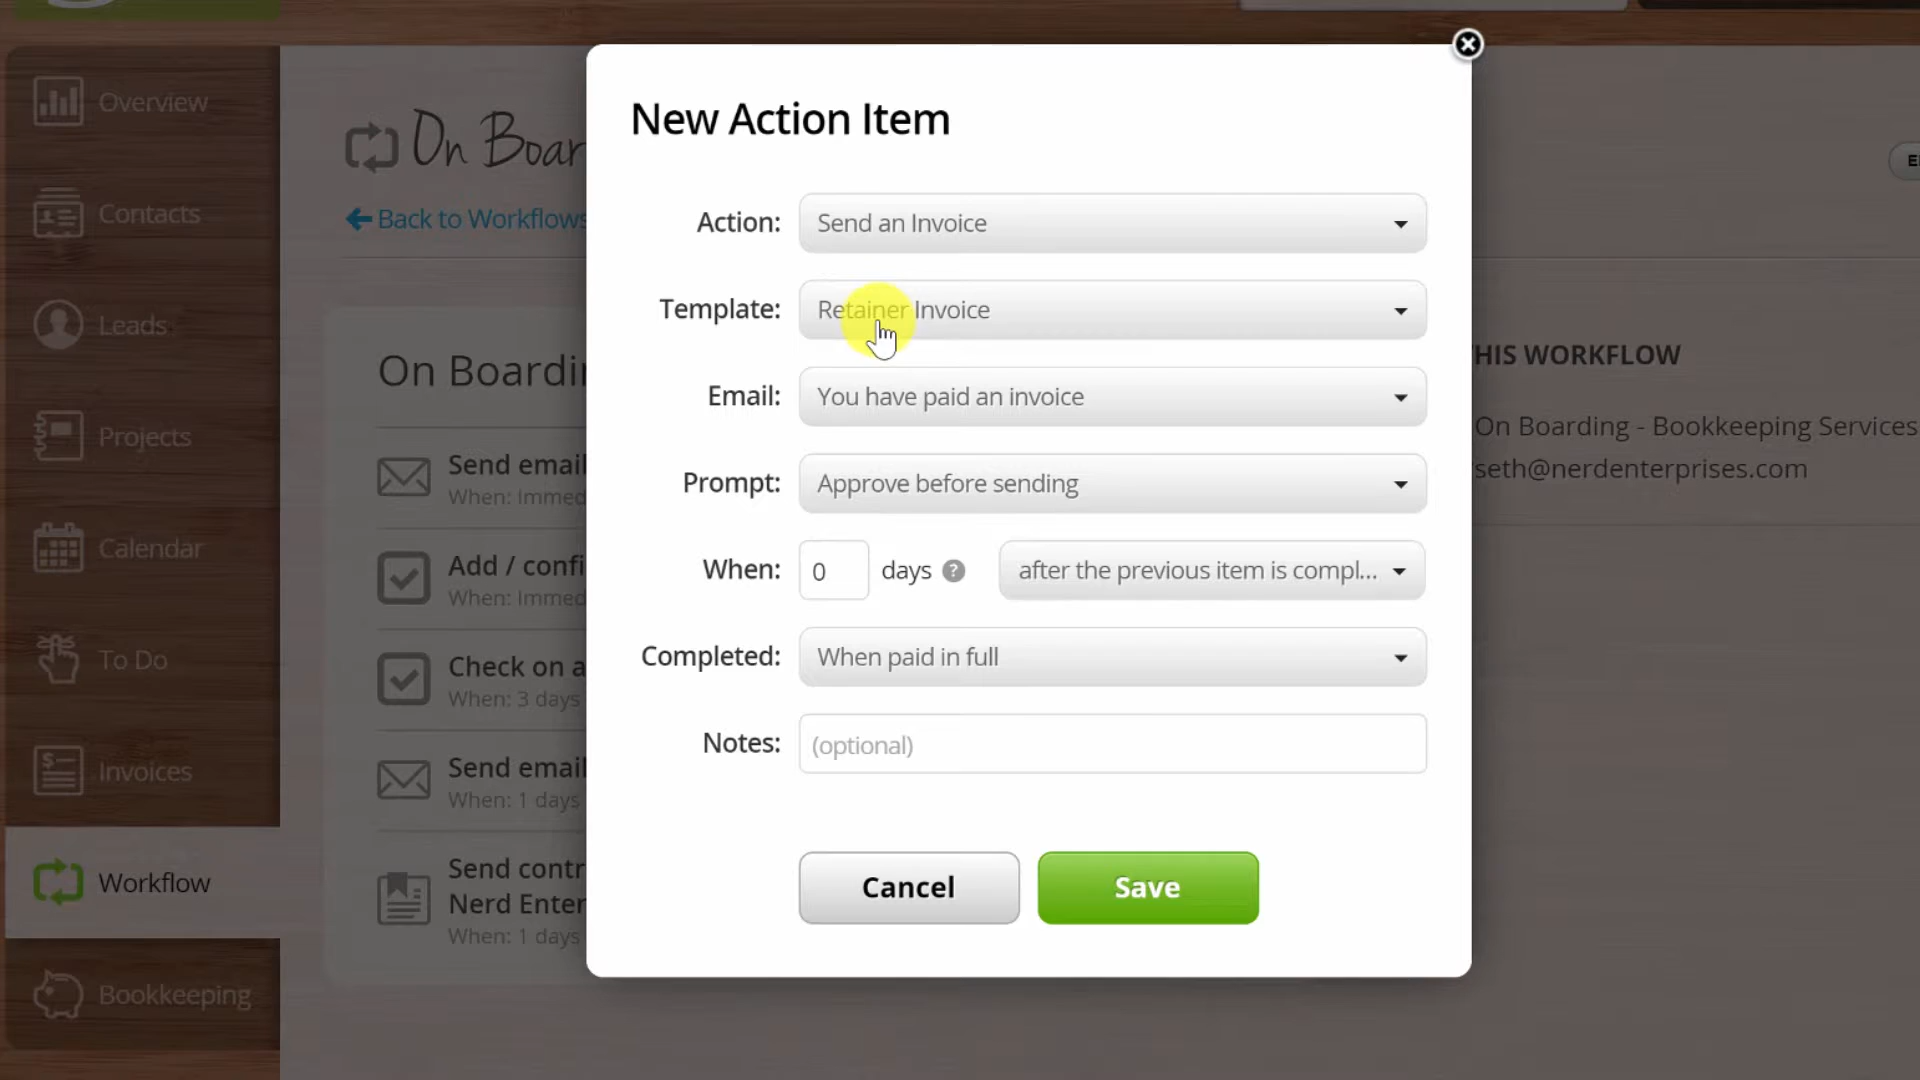 Overview
Contacts
Leads
Projects
Calendar
To Do
Invoices
Workflow
Bookkeeping
On Boar
Back to Workflows
On Boardin
Send email
When: Immed
Add / confi
When: Immed
Check on a
When: 3 days
Send email
When: 1 days
Send contr
Nerd Enter
When: 1 days
New Action Item
Action: Send an Invoice
Template: Retainer Invoice
Email: You have paid an invoice
Prompt: Approve before sending
When: 0 days ? after the previous item is compl...
Completed: When paid in full
Notes: (optional)
Cancel Save
HIS WORKFLOW
On Boarding - Bookkeeping Services
seth@nerdenterprises.com